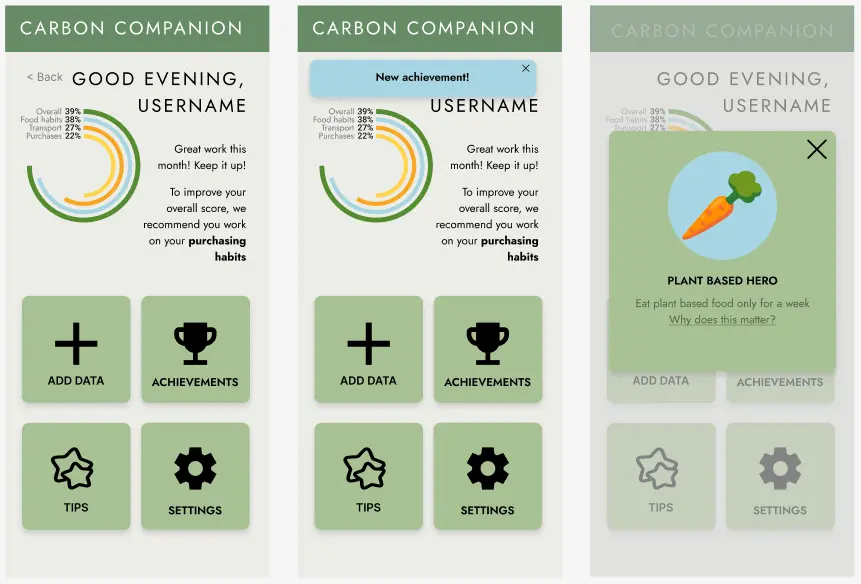 CARBON COMPANION
< Back
GOOD EVENING,
USERNAME
Overall 39%
Food habits 38%
Transport 27%
Purchases 22%
Great work this
month! Keep it up!
To improve your
overall score, we
recommend you work
on your purchasing
habits
ADD DATA
ACHIEVEMENTS
TIPS
SETTINGS
CARBON COMPANION
New achievement!
USERNAME
Overall 39%
Food habits 38%
Transport 27%
Purchases 22%
Great work this
month! Keep it up!
To improve your
overall score, we
recommend you work
on your purchasing
habits
ADD DATA
ACHIEVEMENTS
TIPS
SETTINGS
CARBON COMPANION
GOOD EVENING,
USERNAME
Overall 39%
Food habits 38%
Transport 27%
PLANT BASED HERO
Eat plant based food only for a week
Why does this matter?
ADD DATA
ACHIEVEMENTS
TIPS
SETTINGS